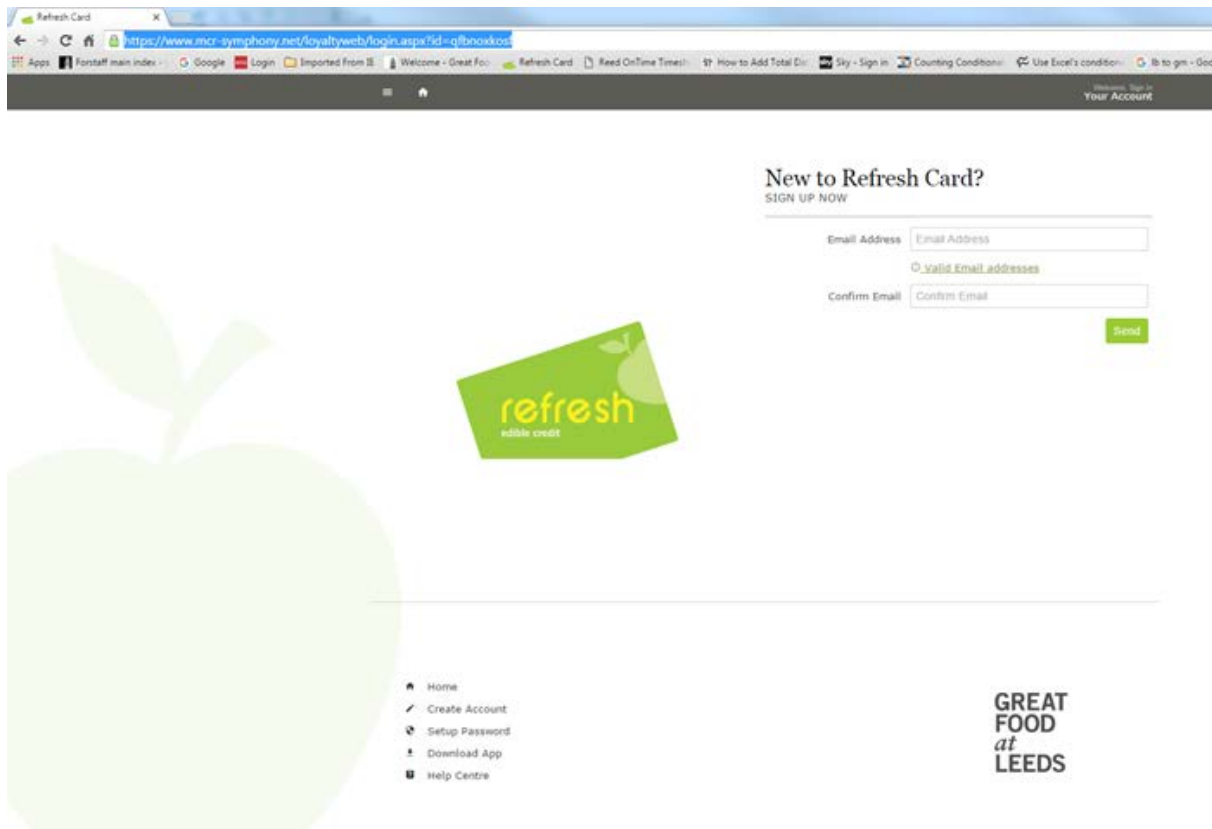 Refresh Card
https://www.mcr-symphony.net/loyaltyweb/login.aspx?id=qfbnoxkost
Apps Forstaff main index - Google Login Imported From IE Welcome - Great Foo Refresh Card Reed OnTime Timesh How to Add Total Da Sky - Sign in Counting Conditional Use Excel's condition lb to gm - Goo
Welcome. Sign in
Your Account
New to Refresh Card?
SIGN UP NOW
Email Address Email Address
Valid Email addresses
Confirm Email Confirm Email
Send
refresh
edible credit
Home
Create Account
Setup Password
Download App
Help Centre
GREAT
FOOD
at
LEEDS